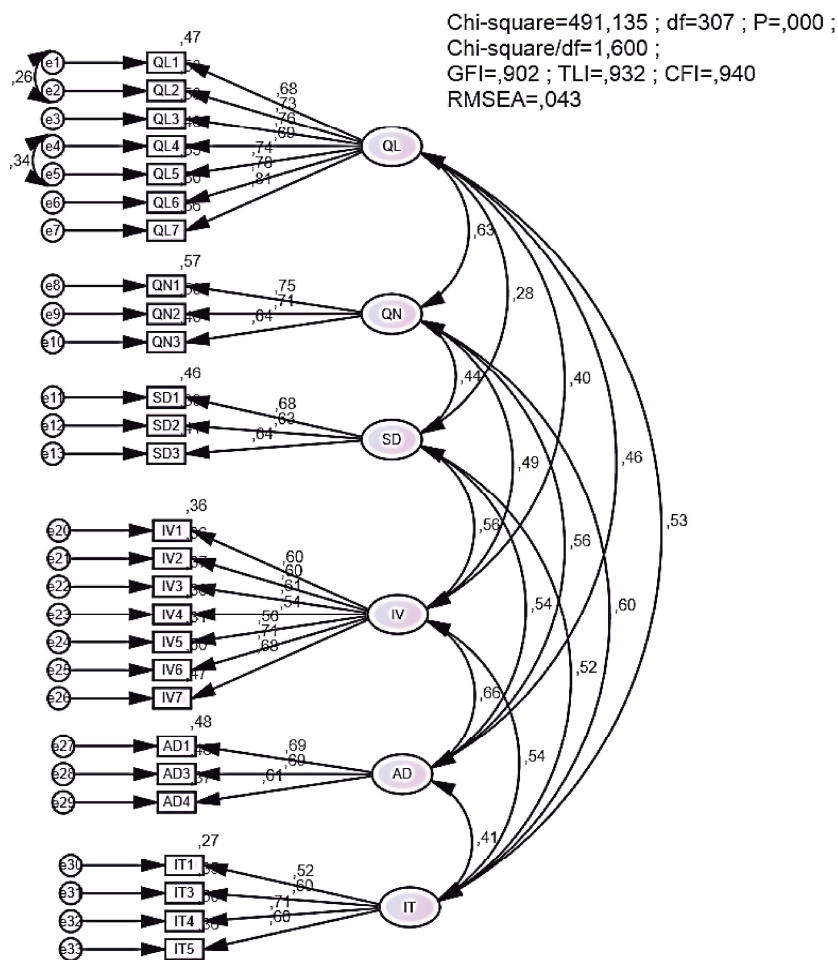 Chi-square=491,135 ; df=307 ; P=,000 ;
Chi-square/df=1,600 ;
GFI=,902 ; TLI=,932 ; CFI=,940
RMSEA=,043
,47
e1 QL1 ,68
,26
e2 QL2 ,73
e3 QL3 ,76
e4 QL4 ,69
,34
e5 QL5 ,74
e6 QL6 ,78
e7 QL7 ,81
QL
,63
,28
,40
,46
,53
,57
e8 QN1 ,75
e9 QN2 ,71
e10 QN3 ,64
QN
,44
,49
,56
,60
,46
e11 SD1 ,68
e12 SD2 ,63
e13 SD3 ,64
SD
,56
,54
,52
,36
e20 IV1 ,60
e21 IV2 ,60
e22 IV3 ,61
e23 IV4 ,54
e24 IV5 ,56
e25 IV6 ,71
e26 IV7 ,68
,47
IV
,66
,54
,48
e27 AD1 ,69
e28 AD3 ,69
e29 AD4 ,61
AD
,41
,27
e30 IT1 ,52
e31 IT3 ,60
e32 IT4 ,71
e33 IT5 ,60
IT